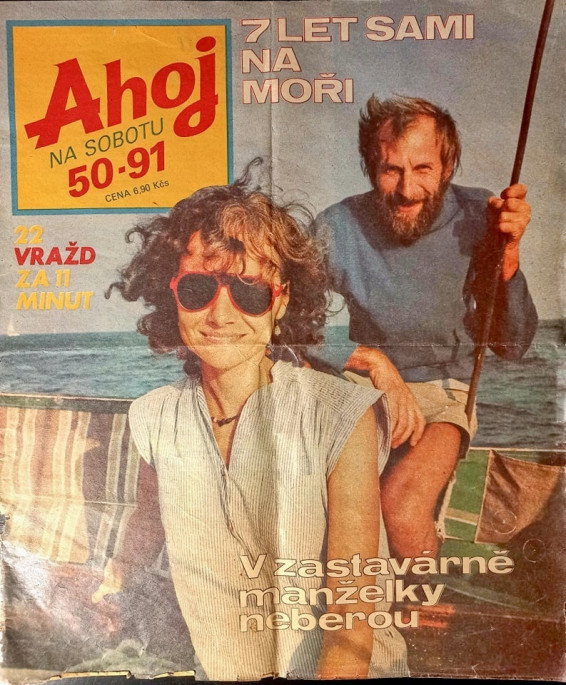 Ahoj
NA SOBOTU
50·91
CENA 6,90 Kčs
7 LET SAMI
NA
MOŘI
22
VRAŽD
ZA 11
MINUT
V zastavárně
manželky
neberou